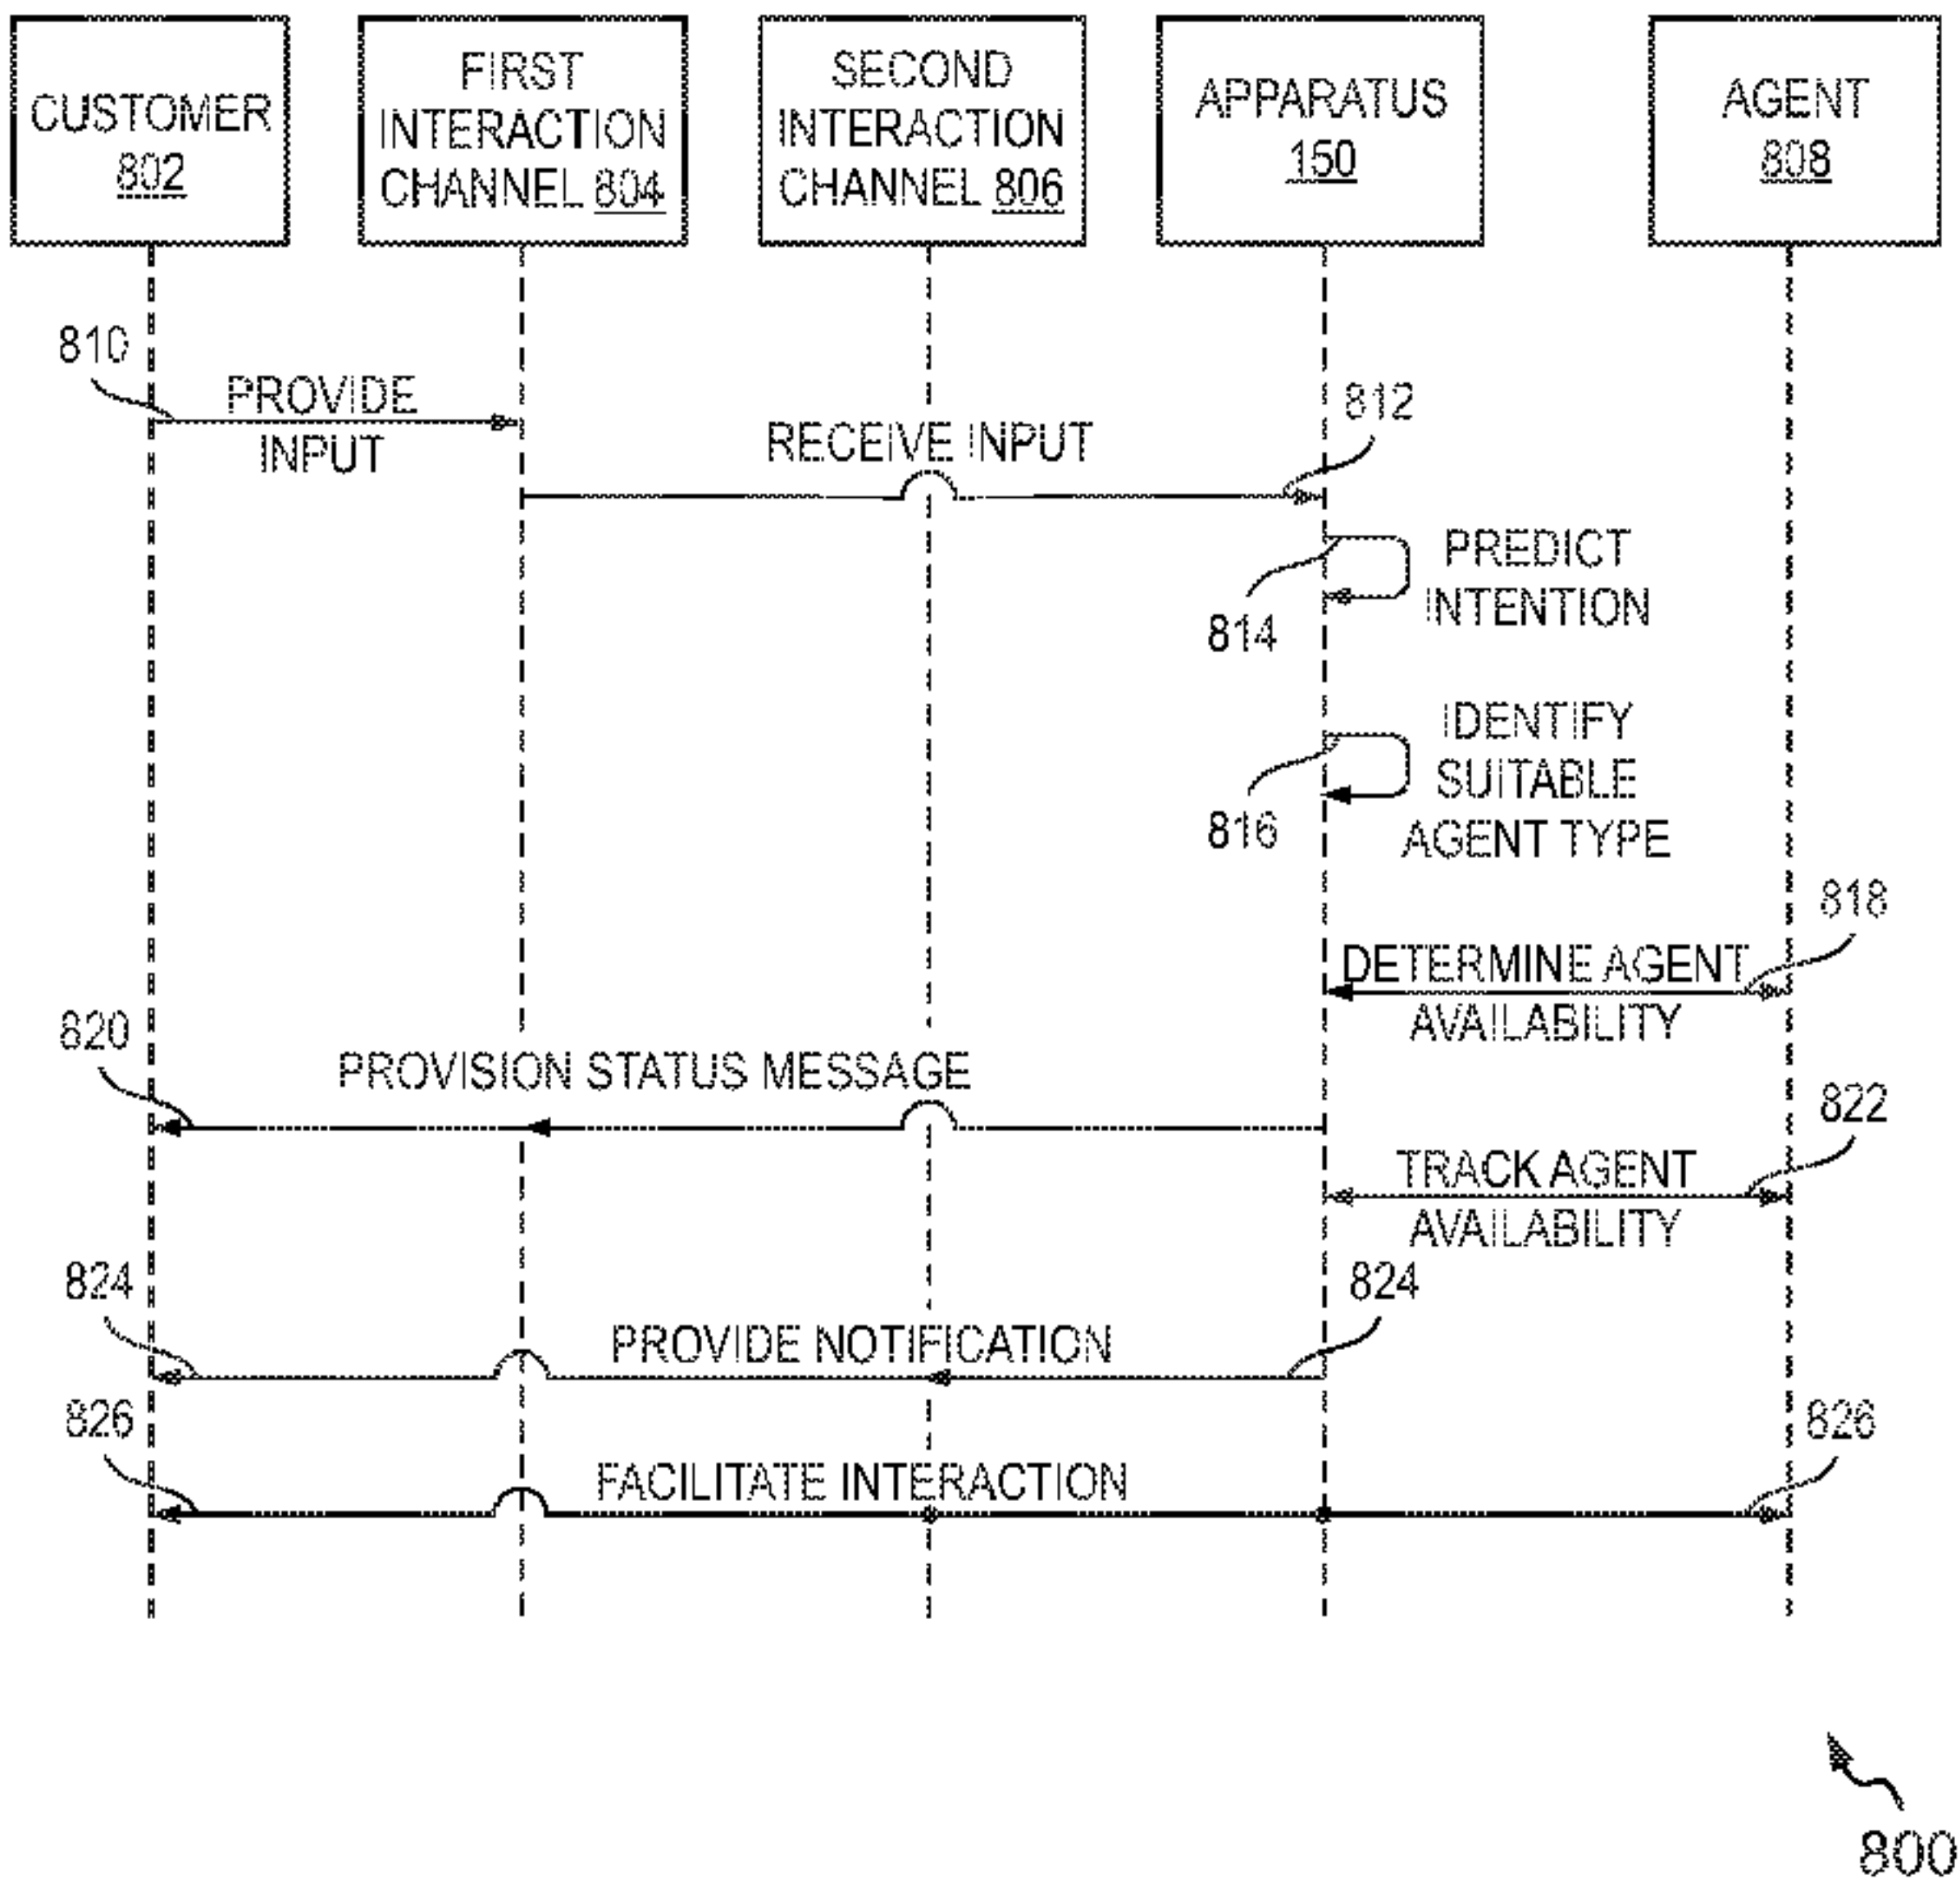 CUSTOMER
802
FIRST
INTERACTION
CHANNEL 804
SECOND
INTERACTION
CHANNEL 806
APPARATUS
150
AGENT
808
810
PROVIDE
INPUT
812
RECEIVE INPUT
PREDICT
INTENTION
814
IDENTIFY
SUITABLE
AGENT TYPE
816
818
DETERMINE AGENT
AVAILABILITY
820
PROVISION STATUS MESSAGE
822
TRACK AGENT
AVAILABILITY
824
824
PROVIDE NOTIFICATION
826
826
FACILITATE INTERACTION
800